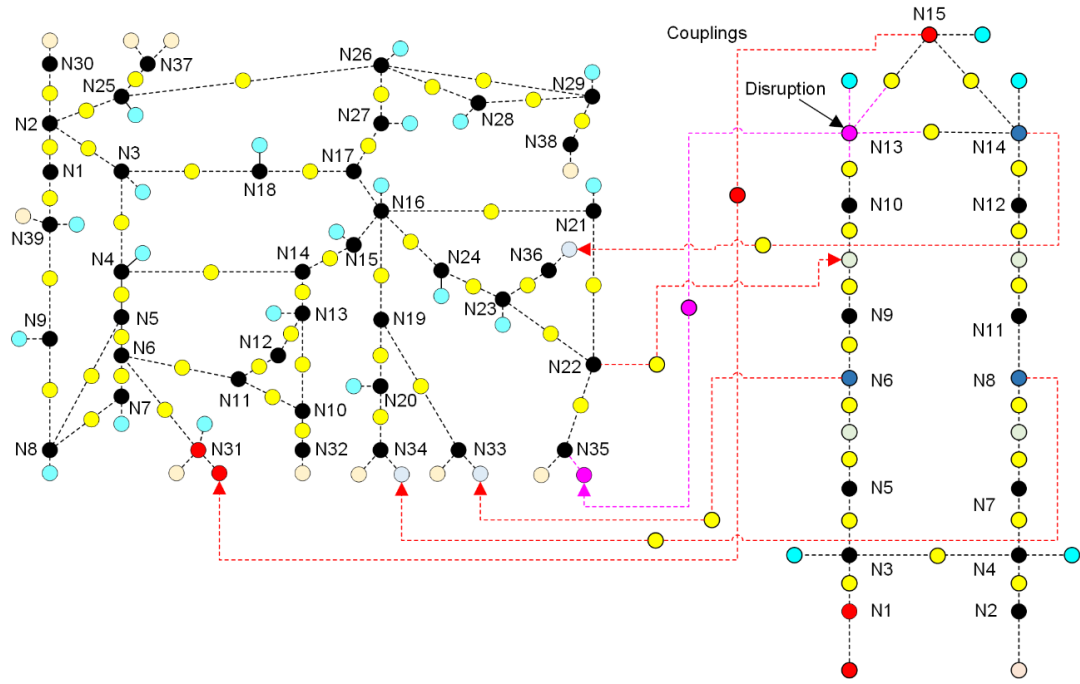 N15
Couplings
N26
N30
N37
N25
N29
Disruption
N28
N2
N27
N38
N13
N14
N3
N17
N1
N18
N16
N10
N12
N21
N39
N15
N36
N4
N14
N24
N23
N9
N5
N13
N9
N19
N11
N6
N12
N22
N6
N8
N7
N11
N20
N10
N8
N31
N32
N34
N33
N35
N5
N7
N3
N4
N1
N2